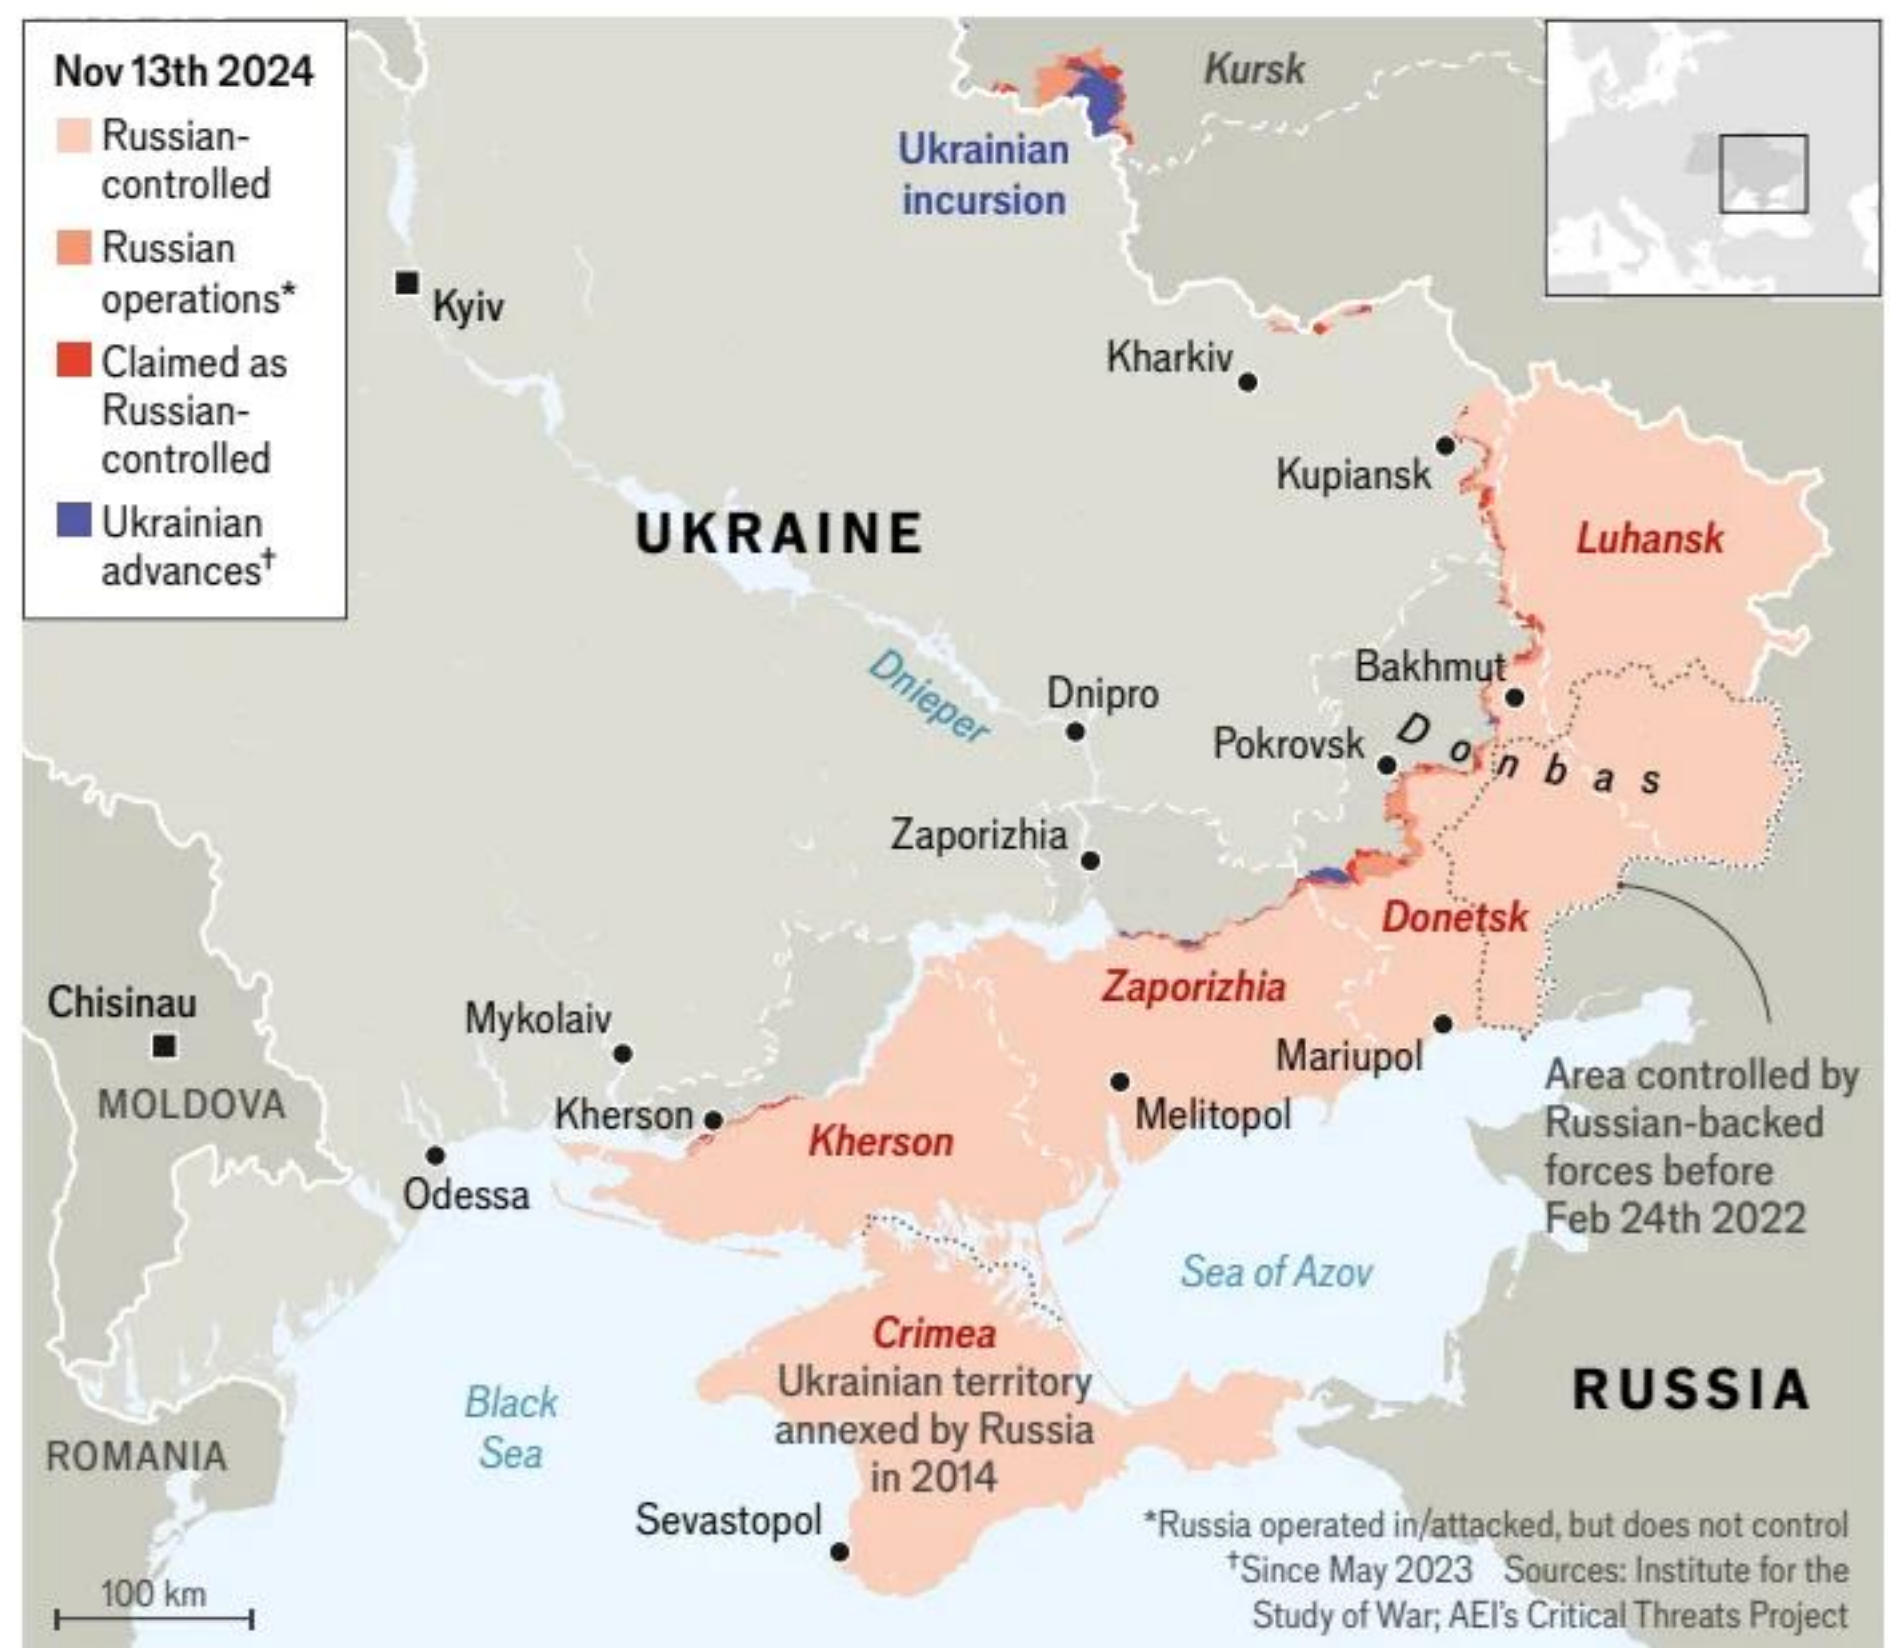 Nov 13th 2024
Russian-
controlled
Russian
operations*
Claimed as
Russian-
controlled
Ukrainian
advances†
Kursk
Ukrainian
incursion
Kyiv
Kharkiv
Kupiansk
UKRAINE
Luhansk
Dnieper
Dnipro
Bakhmut
Pokrovsk
Donbas
Zaporizhia
Donetsk
Zaporizhia
Chisinau
MOLDOVA
Mykolaiv
Mariupol
Melitopol
Kherson
Kherson
Odessa
Area controlled by
Russian-backed
forces before
Feb 24th 2022
Sea of Azov
Crimea
Ukrainian territory
annexed by Russia
in 2014
Black
Sea
RUSSIA
ROMANIA
Sevastopol
100 km
*Russia operated in/attacked, but does not control
†Since May 2023 Sources: Institute for the
Study of War; AEI’s Critical Threats Project